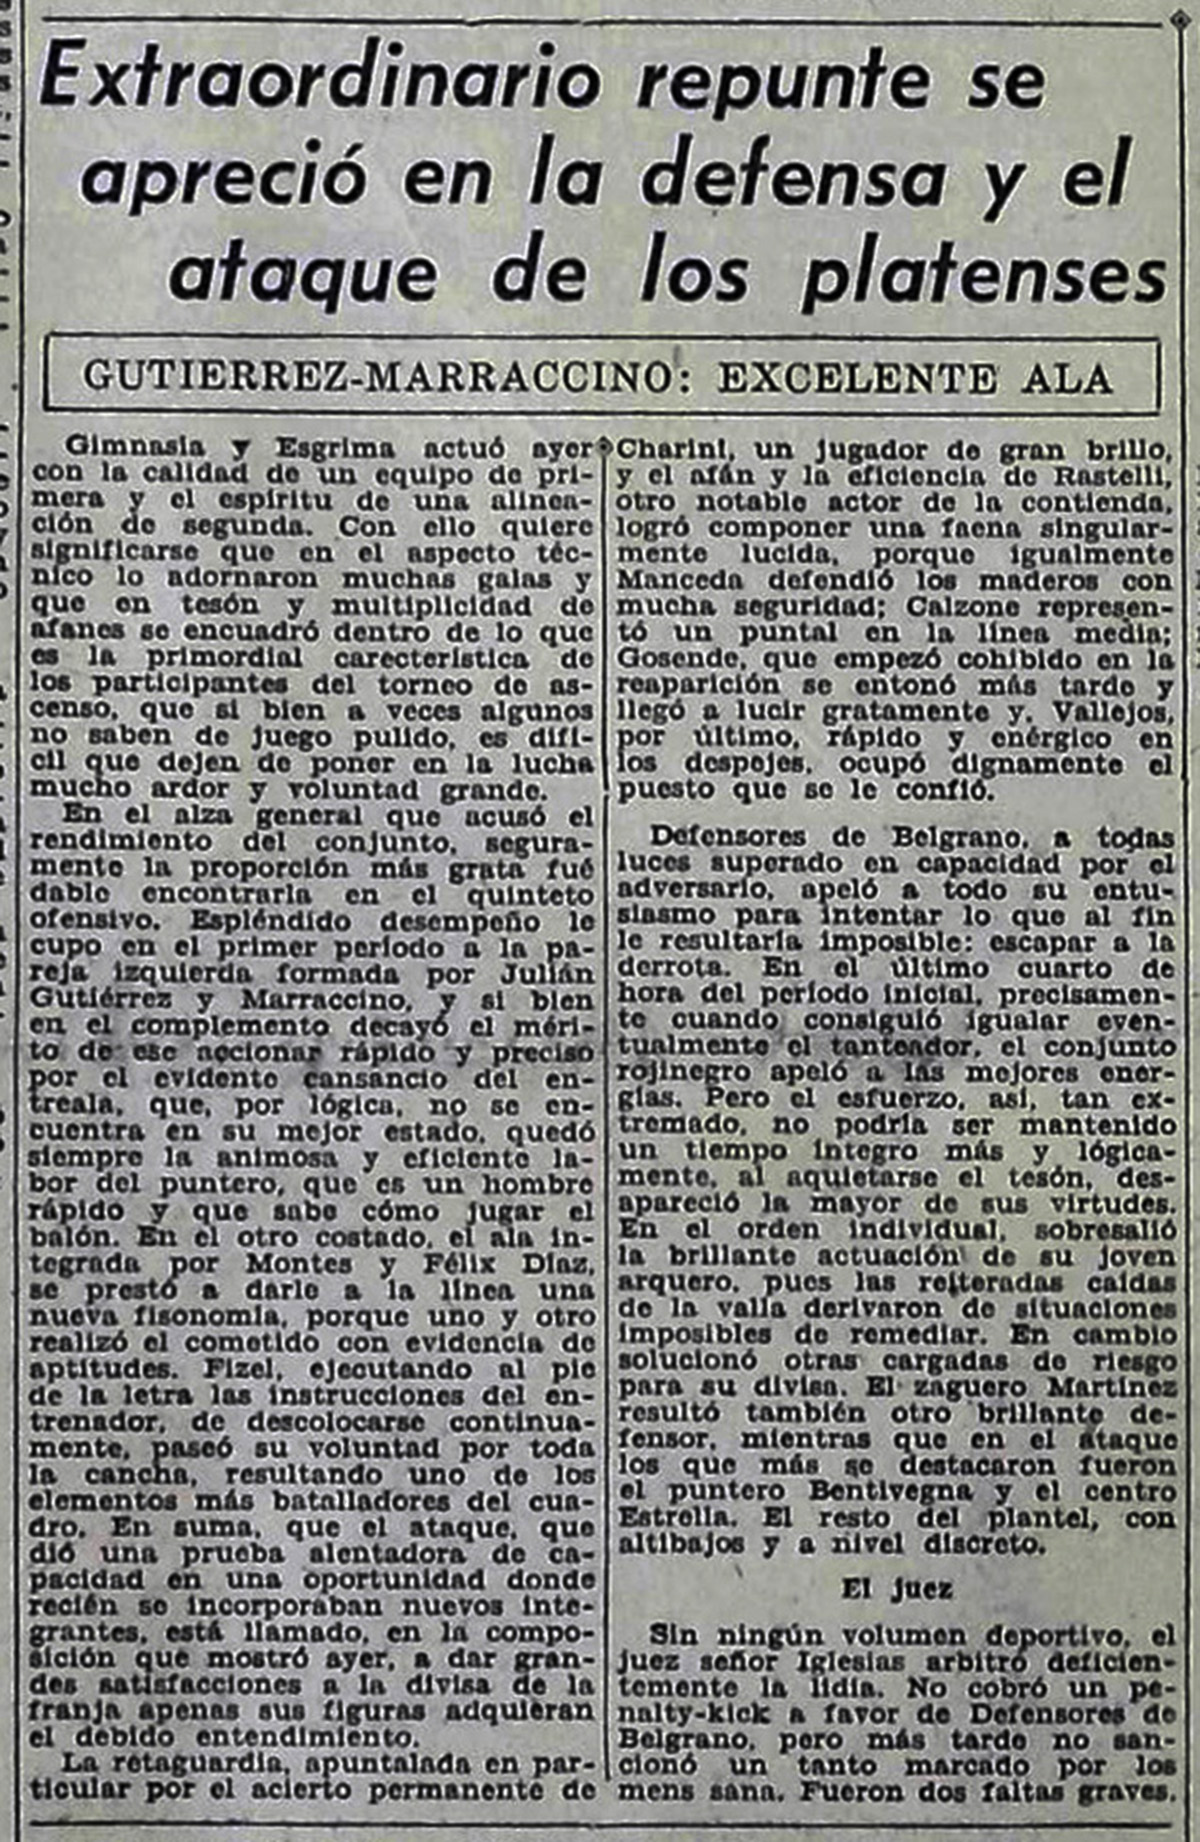 Extraordinario repunte se
apreció en la defensa y el
ataque de los platenses
GUTIERREZ-MARRACCINO: EXCELENTE ALA
Gimnasia y Esgrima actuó ayer
con la calidad de un equipo de pri-
mera y el espíritu de una alinea-
ción de segunda. Con ello quiere
significarse que en el aspecto téc-
nico lo adornaron muchas galas y
que en tesón y multiplicidad de
afanes se encuadró dentro de lo que
es la primordial carecterística de
los participantes del torneo de as-
censo, que si bien a veces algunos
no saben de juego pulido, es difí-
cil que dejen de poner en la lucha
mucho ardor y voluntad grande.
En el alza general que acusó el
rendimiento del conjunto, segura-
mente la proporción más grata fué
dable encontrarla en el quinteto
ofensivo. Espléndido desempeño le
cupo en el primer período a la pa-
reja izquierda formada por Julián
Gutiérrez y Marraccino, y si bien
en el complemento decayó el méri-
to de ese accionar rápido y preciso
por el evidente cansancio del en-
treala, que, por lógica, no se en-
cuentra en su mejor estado, quedó
siempre la animosa y eficiente la-
bor del puntero, que es un hombre
rápido y que sabe cómo jugar el
balón. En el otro costado, el ala in-
tegrada por Montes y Félix Díaz,
se prestó a darle a la línea una
nueva fisonomía, porque uno y otro
realizó el cometido con evidencia de
aptitudes. Fizel, ejecutando al pie
de la letra las instrucciones del en-
trenador, de descolocarse continua-
mente, paseó su voluntad por toda
la cancha, resultando uno de los
elementos más batalladores del cua-
dro. En suma, que el ataque, que
dió una prueba alentadora de ca-
pacidad en una oportunidad donde
recién se incorporaban nuevos inte-
grantes, está llamado, en la compo-
sición que mostró ayer, a dar gran-
des satisfacciones a la divisa de la
franja apenas sus figuras adquieran
el debido entendimiento.
La retaguardia, apuntalada en par-
ticular por el acierto permanente de
Charini, un jugador de gran brillo,
y el afán y la eficiencia de Rastelli,
otro notable actor de la contienda,
logró componer una faena singular-
mente lucida, porque igualmente
Manceda defendió los maderos con
mucha seguridad; Calzone represen-
tó un puntal en la línea media;
Gosende, que empezó cohibido en la
reaparición se entonó más tarde y
llegó a lucir gratamente y, Vallejos,
por último, rápido y enérgico en
los despejes, ocupó dignamente el
puesto que se le confió.
Defensores de Belgrano, a todas
luces superado en capacidad por el
adversario, apeló a todo su entu-
siasmo para intentar lo que al fin
le resultaría imposible: escapar a la
derrota. En el último cuarto de
hora del período inicial, precisamen-
te cuando consiguió igualar even-
tualmente el tanteador, el conjunto
rojinegro apeló a las mejores ener-
gías. Pero el esfuerzo, así, tan ex-
tremado, no podría ser mantenido
un tiempo íntegro más y lógica-
mente, al aquietarse el tesón, des-
apareció la mayor de sus virtudes.
En el orden individual, sobresalió
la brillante actuación de su joven
arquero, pues las reiteradas caídas
de la valla derivaron de situaciones
imposibles de remediar. En cambio
solucionó otras cargadas de riesgo
para su divisa. El zaguero Martínez
resultó también otro brillante de-
fensor, mientras que en el ataque
los que más se destacaron fueron
el puntero Bentivegna y el centro
Estrella. El resto del plantel, con
altibajos y a nivel discreto.
El juez
Sin ningún volumen deportivo, el
juez señor Iglesias arbitró deficien-
temente la lidia. No cobró un pe-
nalty-kick a favor de Defensores de
Belgrano, pero más tarde no san-
cionó un tanto marcado por los
mens sana. Fueron dos faltas graves.